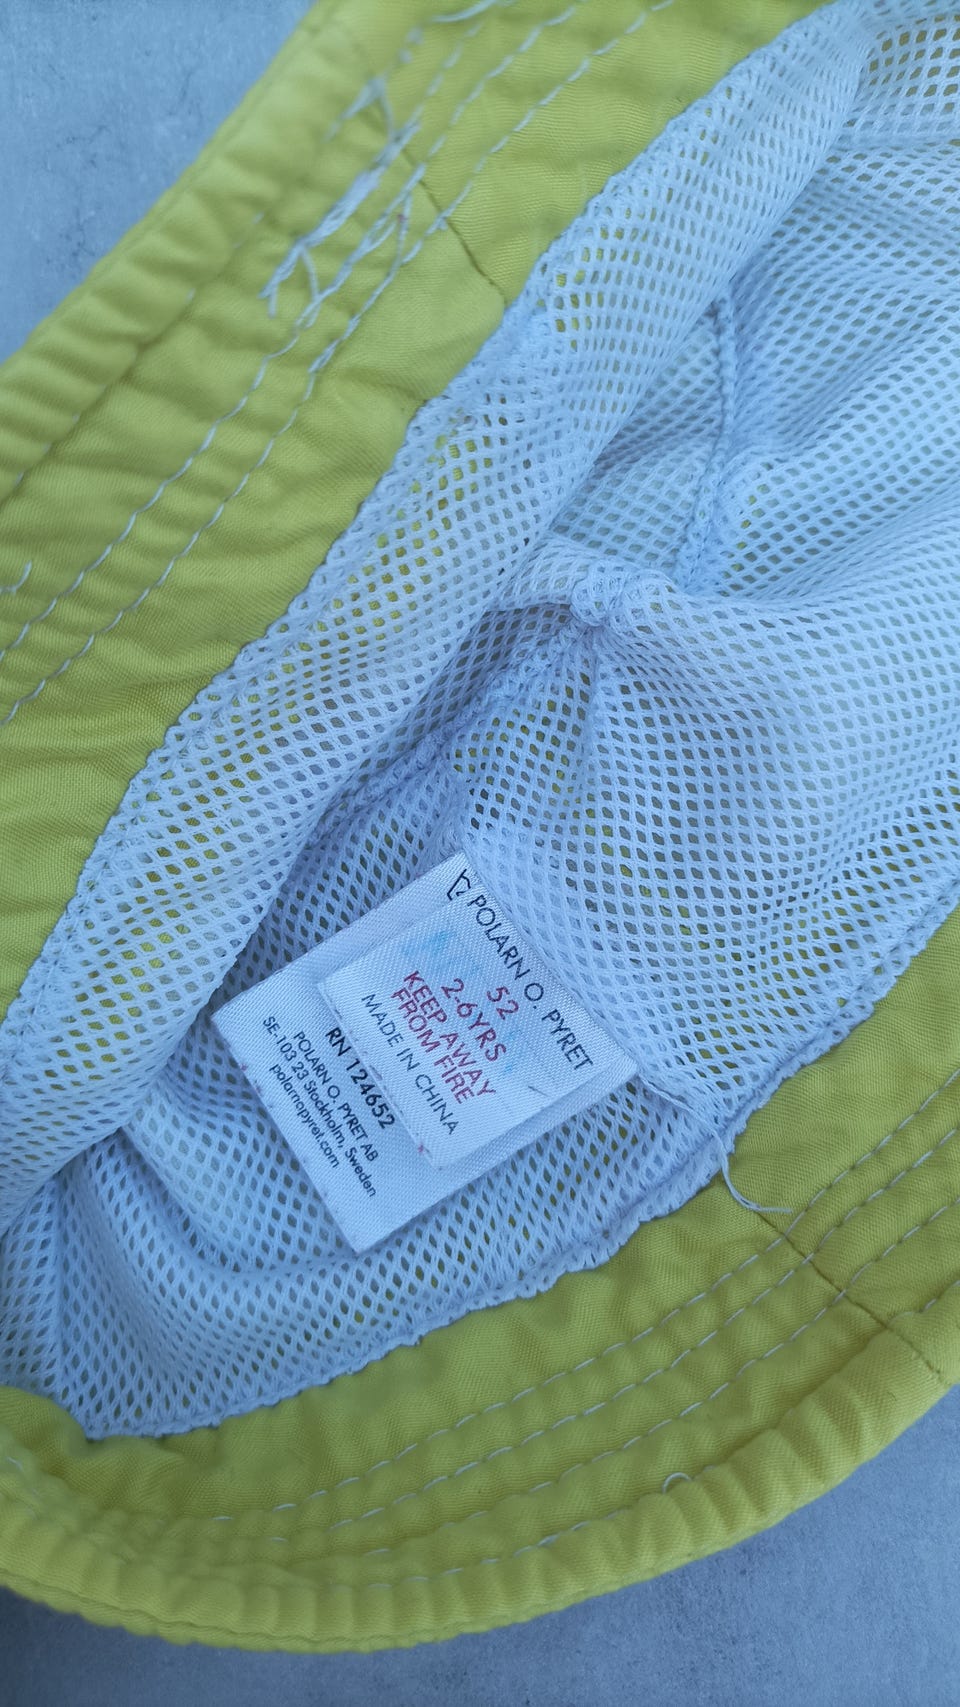 POLARN O. PYRET
52
2-6YRS
KEEP AWAY
FROM FIRE
MADE IN CHINA
RN 124652
POLARN O. PYRET AB
SE-103 23 Stockholm, Sweden
polarnopyret.com